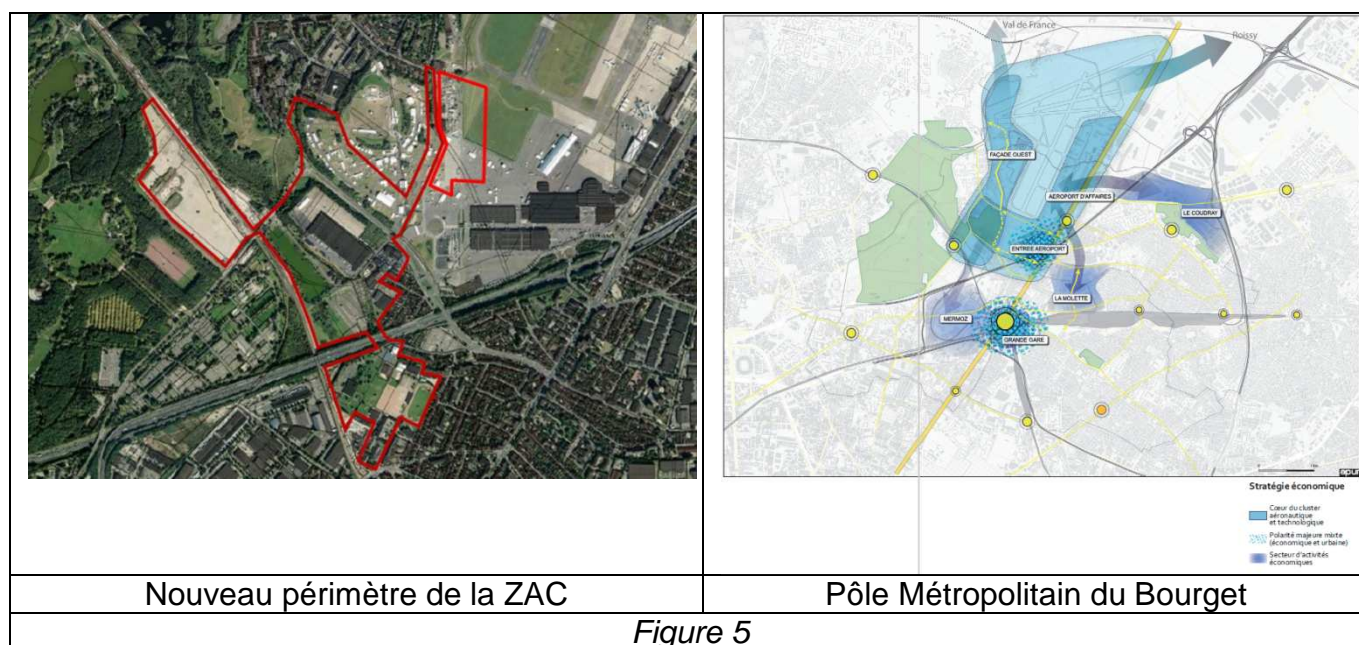 Val de France
Roissy
FAÇADE OUEST
AÉROPORT D'AFFAIRES
LE COUDRAY
ENTRÉE AÉROPORT
LA MOLETTE
MERMOZ
GRANDE GARE
apur
Stratégie économique
Cœur du cluster
aéronautique
et technologique
Polarité majeure mixte
(économique et urbaine)
Secteur d'activités
économiques
Nouveau périmètre de la ZAC
Pôle Métropolitain du Bourget
Figure 5